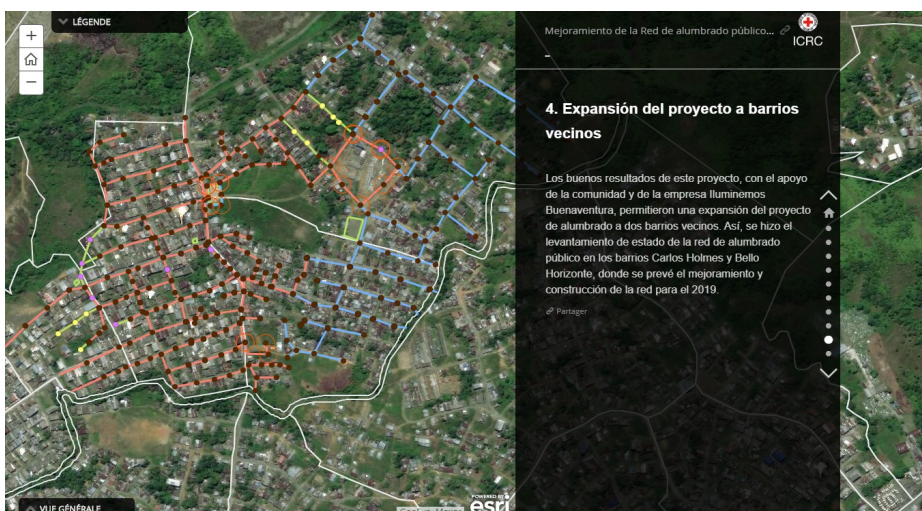 LÉGENDE
+
−
Mejoramiento de la Red de alumbrado público...
ICRC
4. Expansión del proyecto a barrios
vecinos
Los buenos resultados de este proyecto, con el apoyo
de la comunidad y de la empresa Iluminemos
Buenaventura, permitieron una expansión del proyecto
de alumbrado a dos barrios vecinos. Así, se hizo el
levantamiento de estado de la red de alumbrado
público en los barrios Carlos Holmes y Bello
Horizonte, donde se prevé el mejoramiento y
construcción de la red para el 2019.
Partager
VUE GÉNÉRALE
POWERED BY
esri